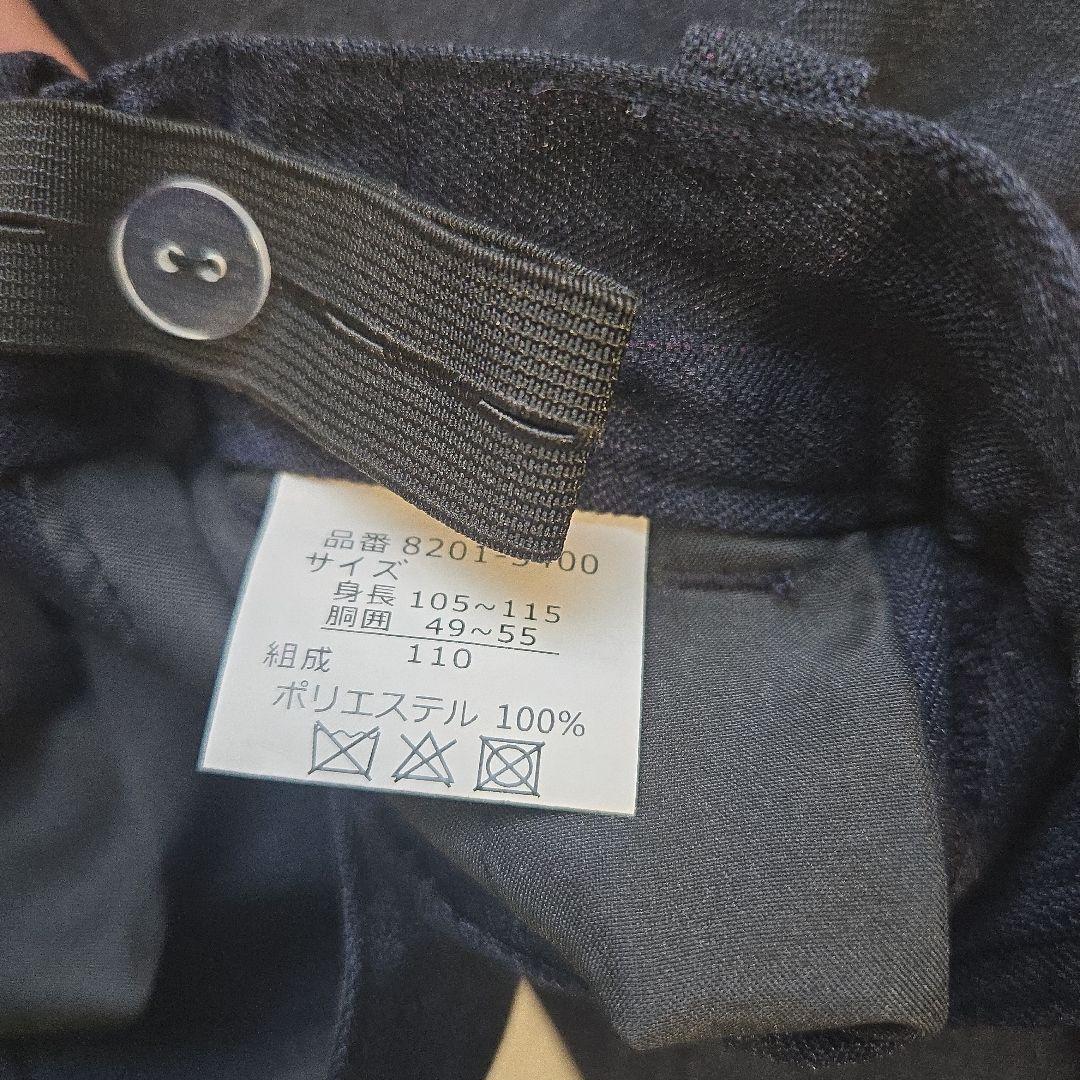 品番 8201-5400
サイズ
身長 105~115
胴囲 49~55
110
組成
ポリエステル 100%